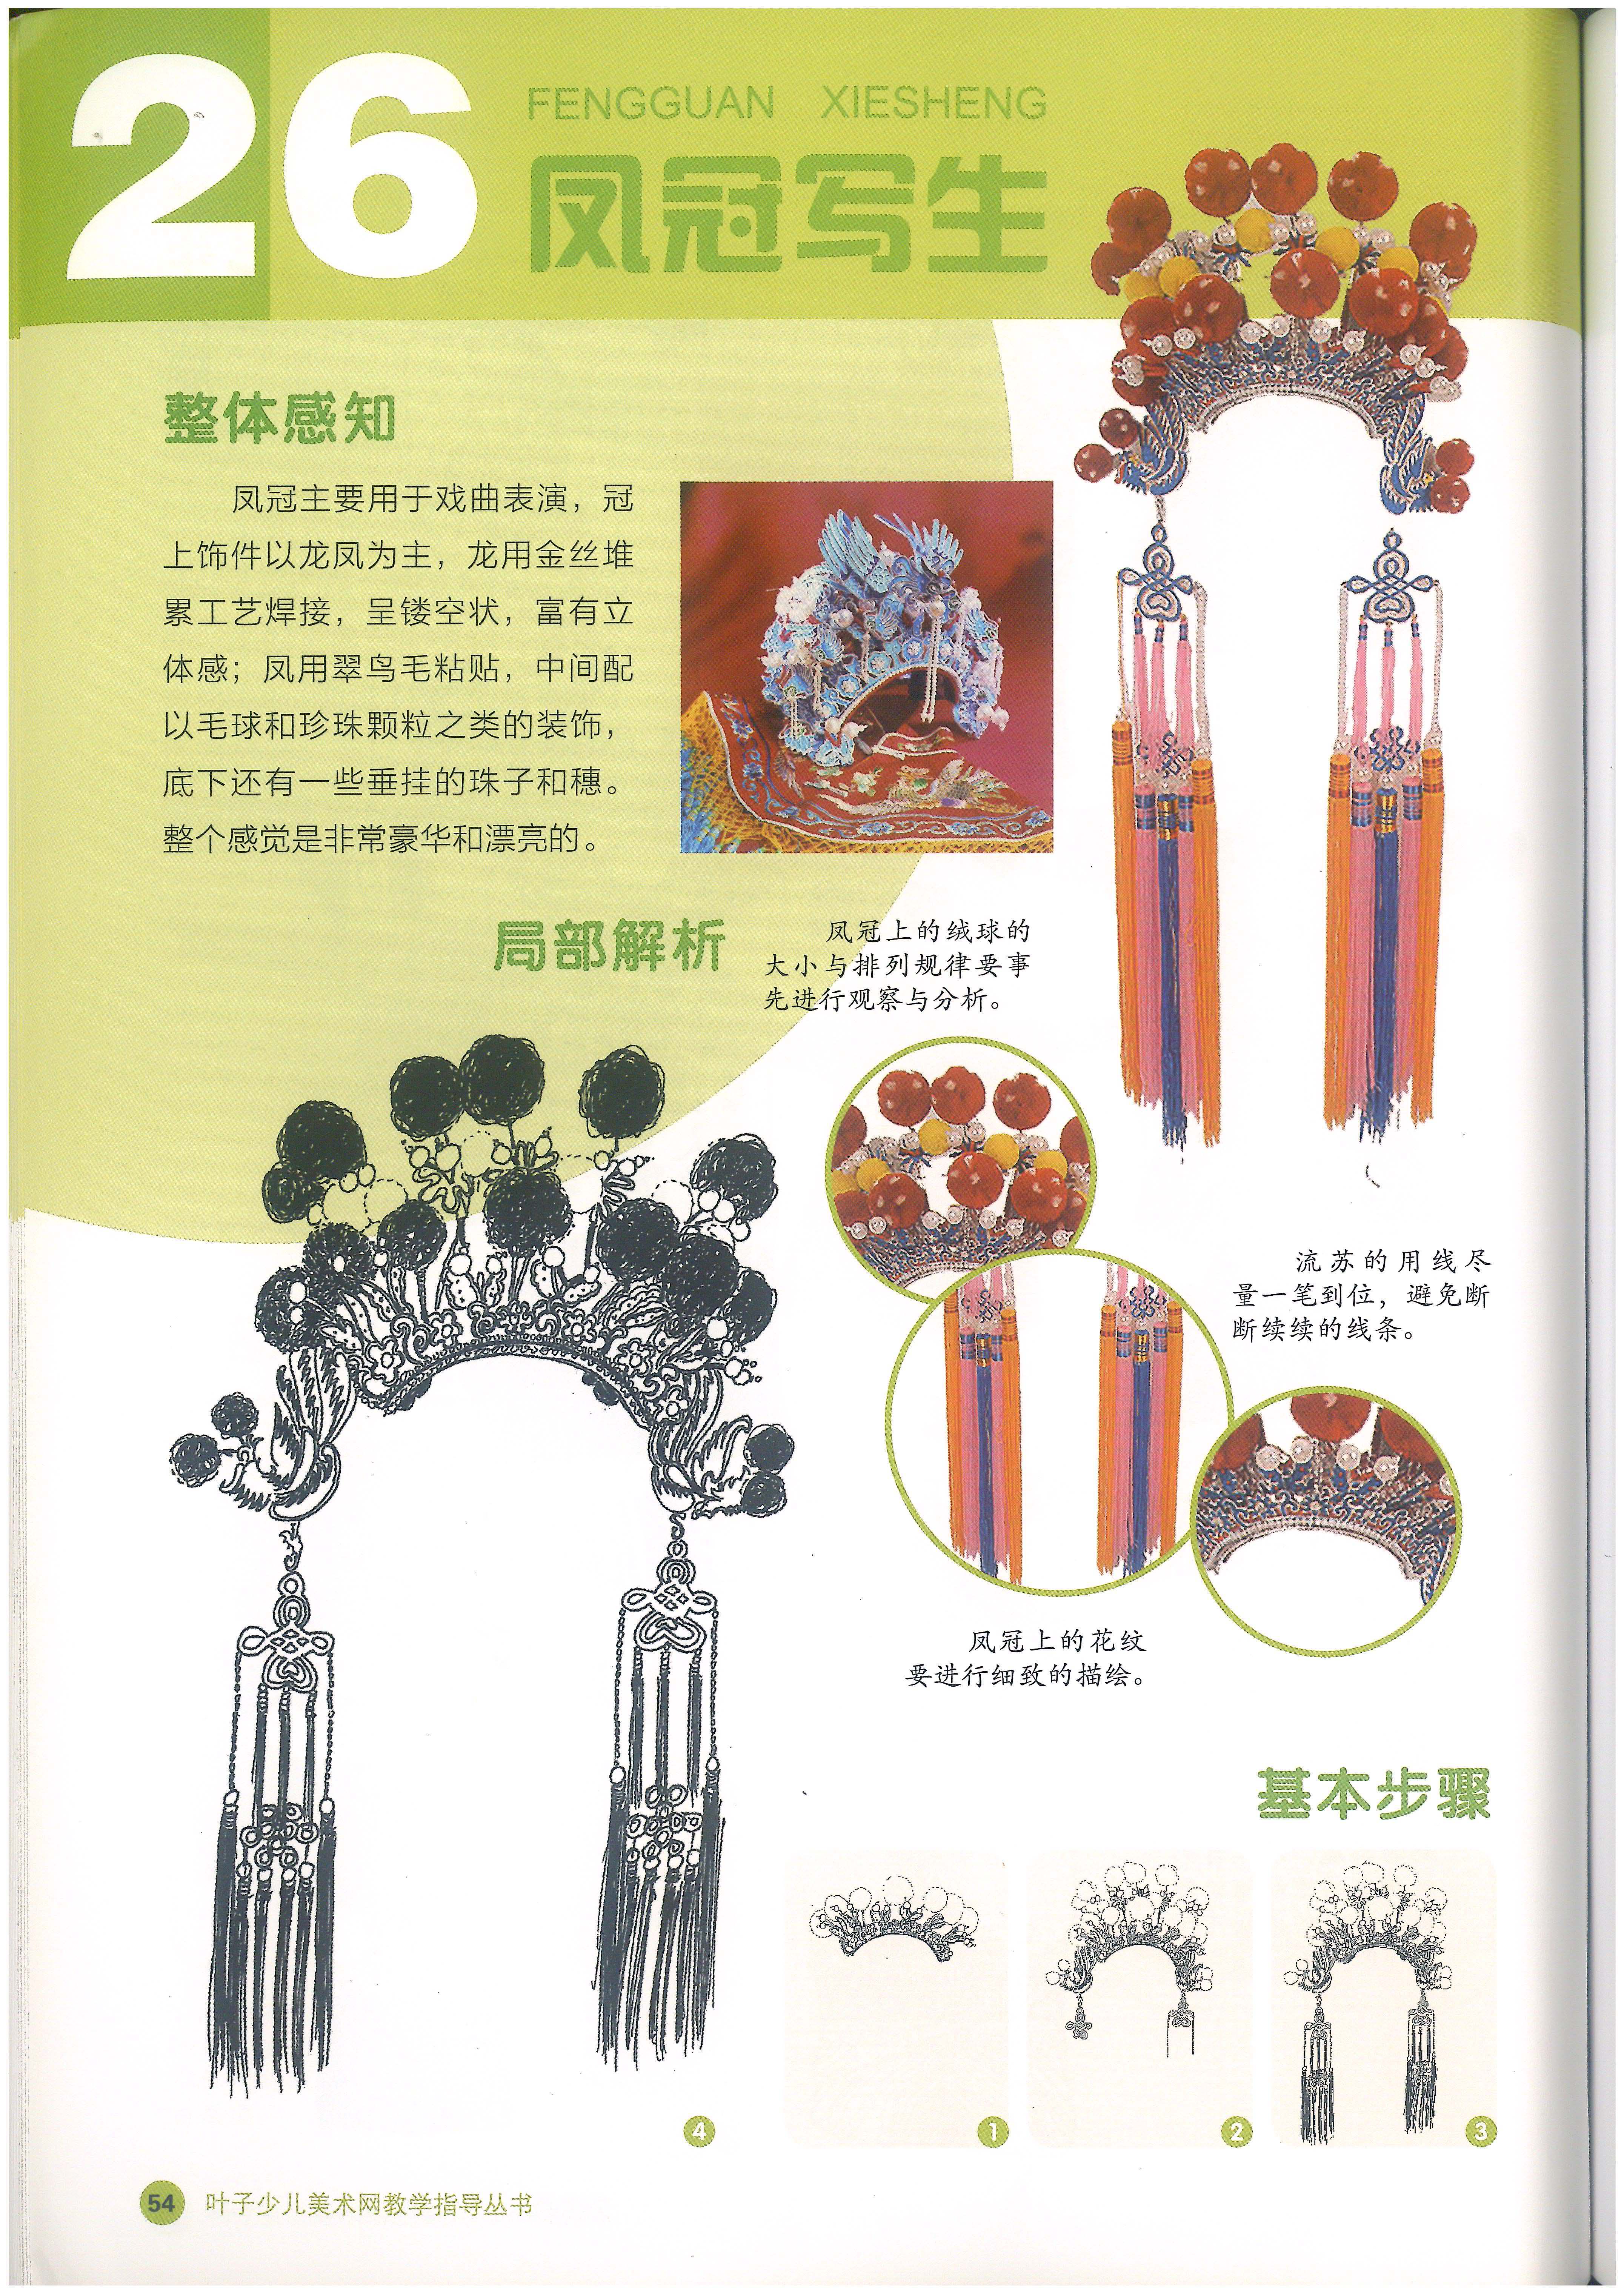 26
FENGGUAN XIESHENG
凤冠写生
整体感知
凤冠主要用于戏曲表演，冠
上饰件以龙凤为主，龙用金丝堆
累工艺焊接，呈镂空状，富有立
体感；凤用翠鸟毛粘贴，中间配
以毛球和珍珠颗粒之类的装饰，
底下还有一些垂挂的珠子和穗。
整个感觉是非常豪华和漂亮的。
局部解析
凤冠上的绒球的
大小与排列规律要事
先进行观察与分析。
流苏的用线尽
量一笔到位，避免断
断续续的线条。
凤冠上的花纹
要进行细致的描绘。
基本步骤
4
1
2
3
54 叶子少儿美术网教学指导丛书